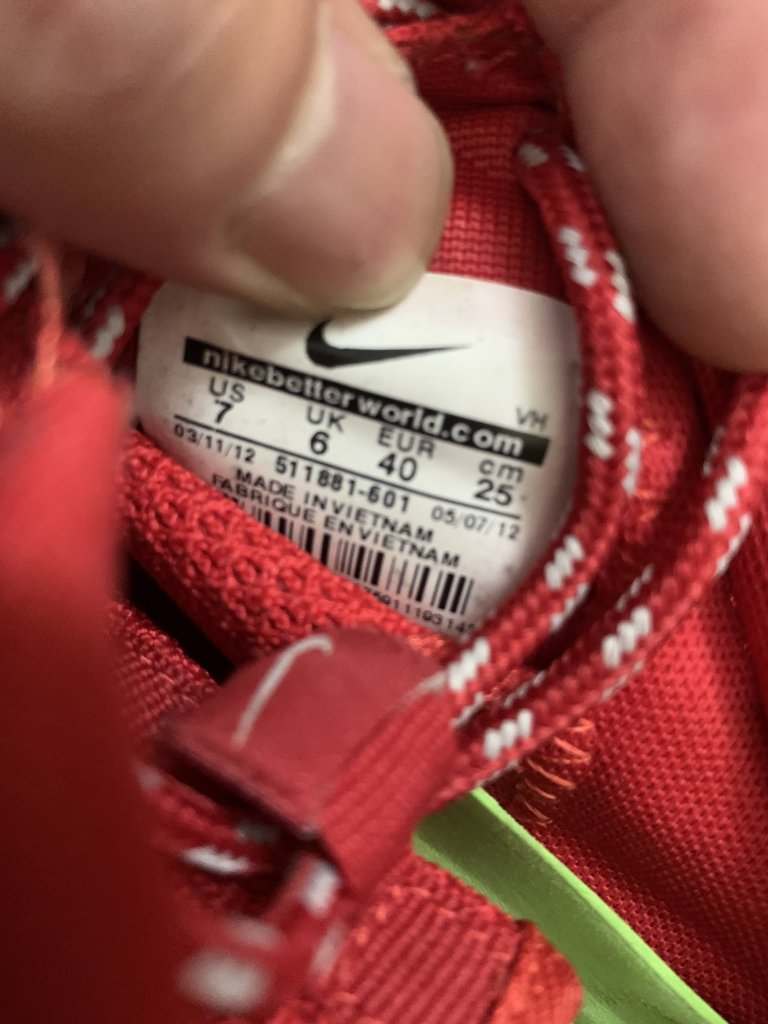 nikebetterworld.com
VH
US UK EUR cm
7 6 40 25
03/11/12 511881-601 05/07/12
MADE IN VIETNAM
FABRIQUE EN VIETNAM